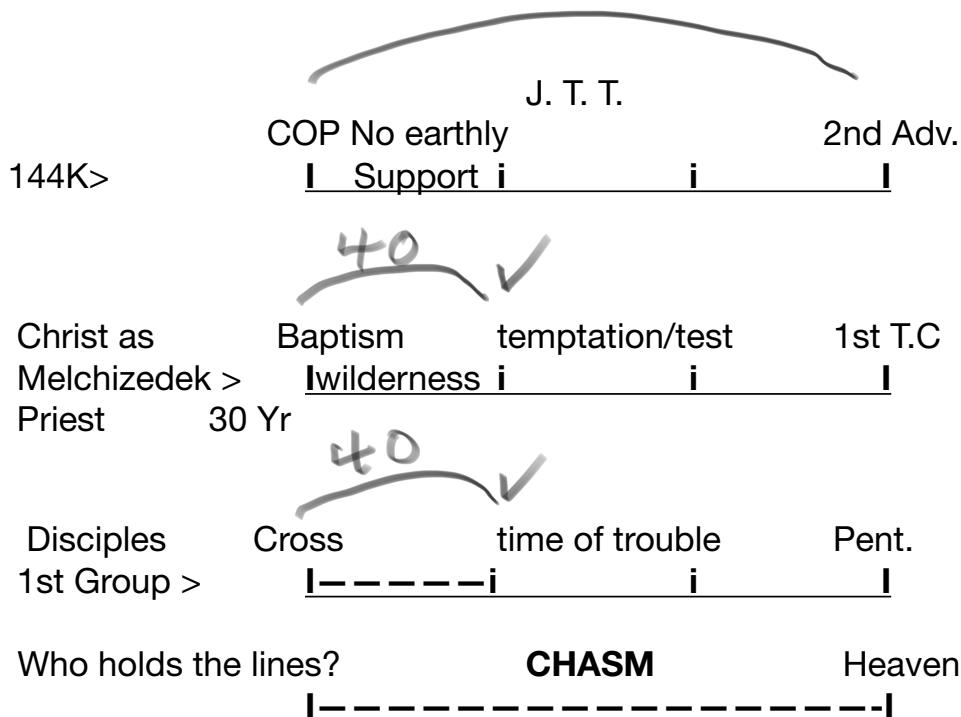 J. T. T.
COP No earthly 2nd Adv.
144K> I Support i i I
40 ✓
Christ as Baptism temptation/test 1st T.C
Melchizedek > Iwilderness i i I
Priest 30 Yr
40 ✓
Disciples Cross time of trouble Pent.
1st Group > I–––––i i I
Who holds the lines? CHASM Heaven
I––––––––––––––––-I